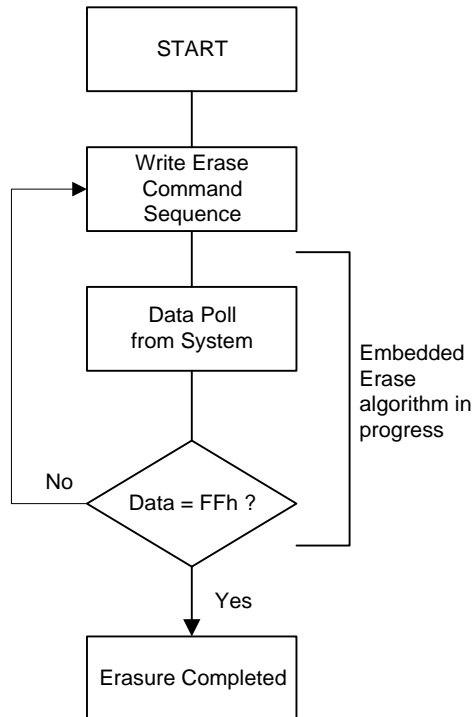 START
Write Erase
Command
Sequence
Data Poll
from System
Embedded
Erase
algorithm in
progress
No
Data = FFh ?
Yes
Erasure Completed